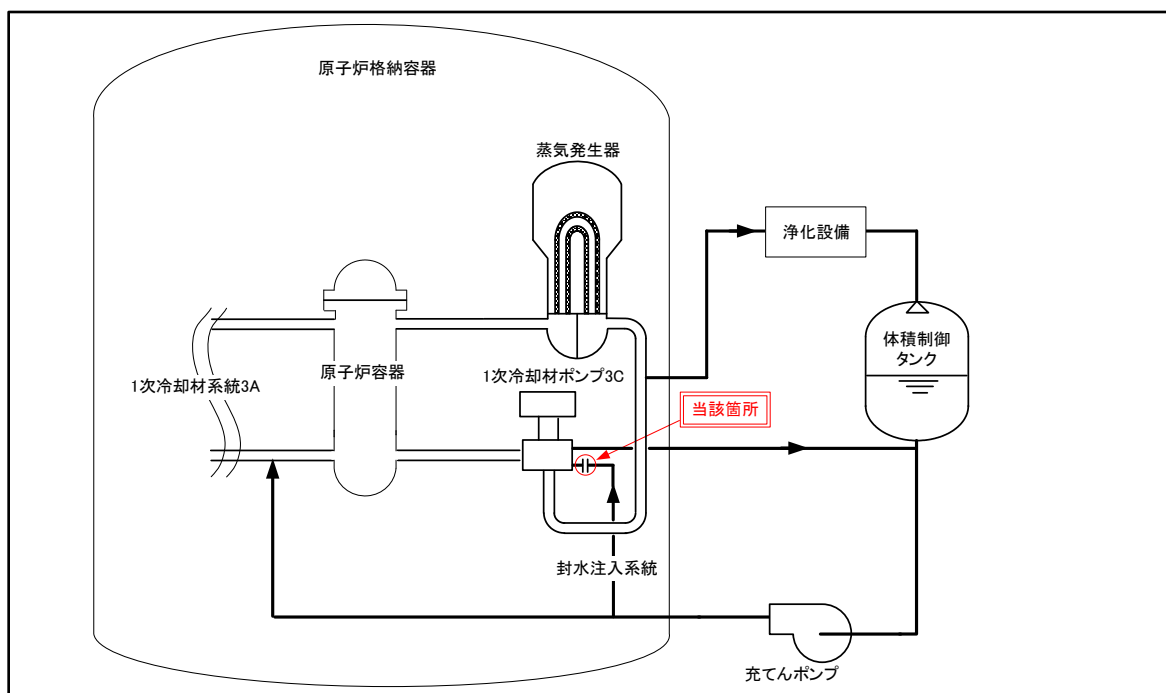 原子炉格納容器
蒸気発生器
浄化設備
体積制御
タンク
1次冷却材系統3A
原子炉容器
1次冷却材ポンプ3C
当該箇所
封水注入系統
充てんポンプ